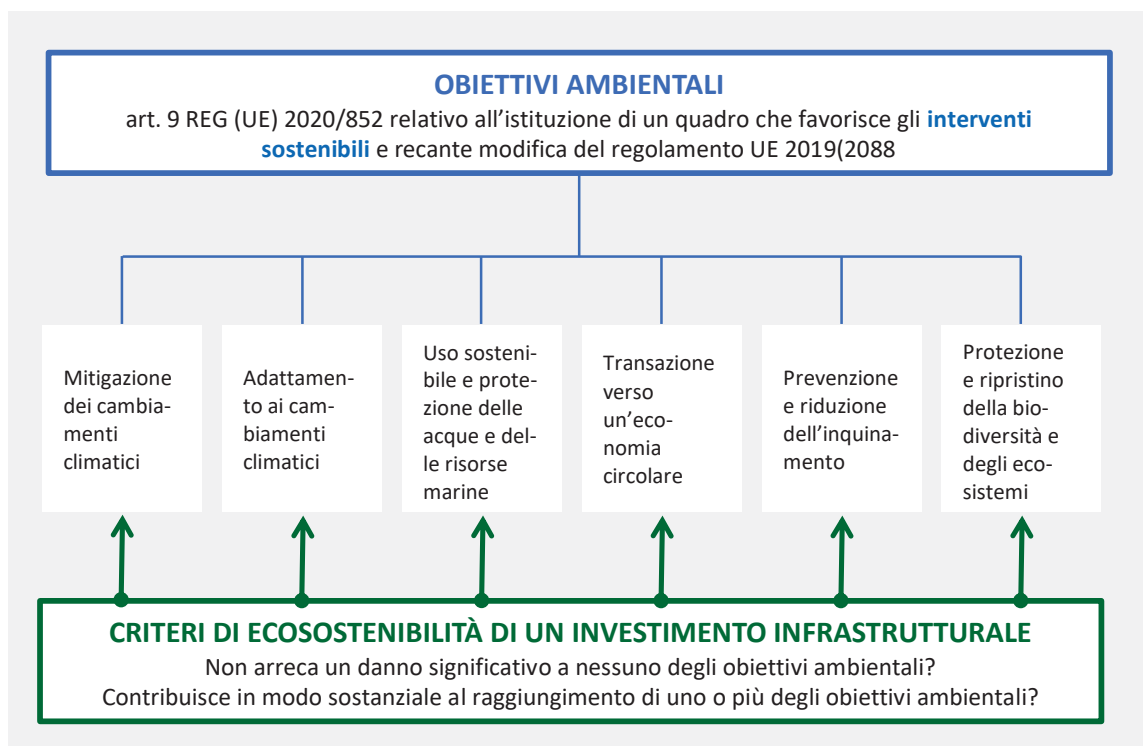 OBIETTIVI AMBIENTALI
art. 9 REG (UE) 2020/852 relativo all’istituzione di un quadro che favorisce gli interventi
sostenibili e recante modifica del regolamento UE 2019(2088
Mitigazione
dei cambia-
menti
climatici
Adattamen-
to ai cam-
biamenti
climatici
Uso sosteni-
bile e prote-
zione delle
acque e del-
le risorse
marine
Transazione
verso
un’eco-
nomia
circolare
Prevenzione
e riduzione
dell’inquina-
mento
Protezione
e ripristino
della bio-
diversità e
degli eco-
sistemi
CRITERI DI ECOSOSTENIBILITÀ DI UN INVESTIMENTO INFRASTRUTTURALE
Non arreca un danno significativo a nessuno degli obiettivi ambientali?
Contribuisce in modo sostanziale al raggiungimento di uno o più degli obiettivi ambientali?